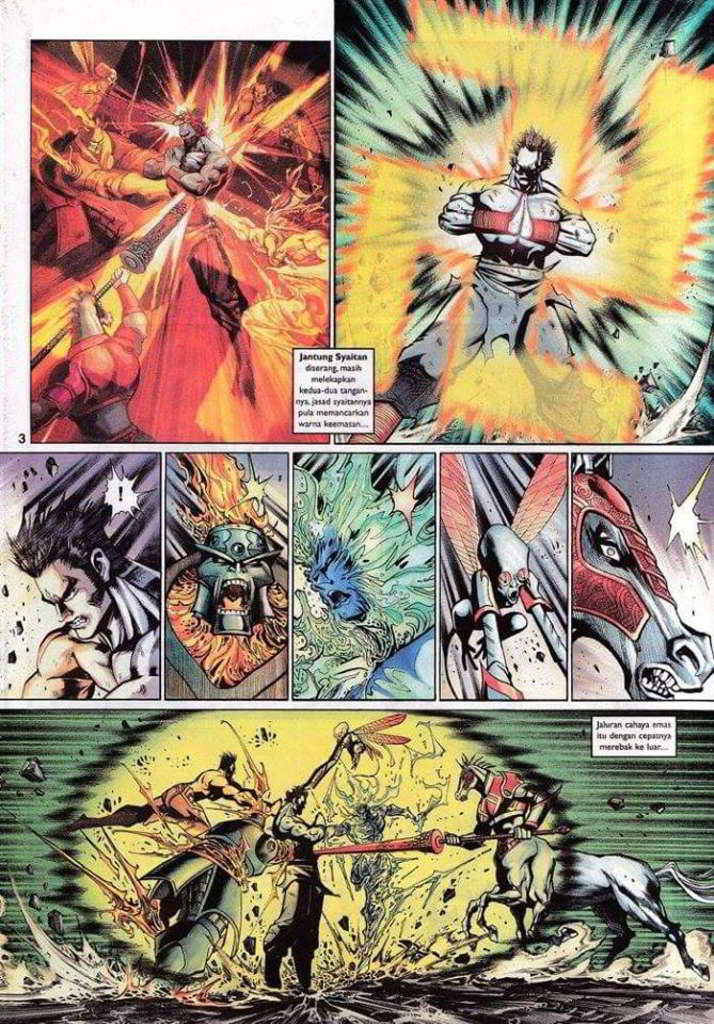 Jantung Syaitan
diserang, masih
melekapkan
kedua-dua tangan-
nya, jasad syaitannya
pula memancarkan
warna keemasan...
3
!
Jaluran cahaya emas
itu dengan cepatnya
merebak ke luar...